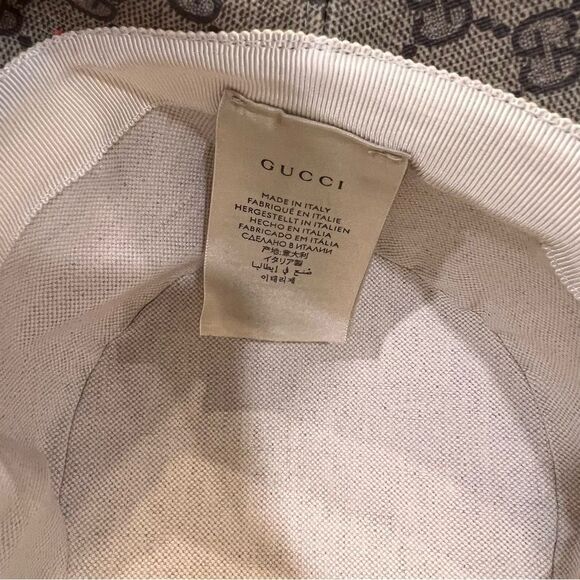 GUCCI
MADE IN ITALY
FABRIQUÉ EN ITALIE
HERGESTELLT IN ITALIEN
HECHO EN ITALIA
FABRICADO EM ITÁLIA
СДЕЛАНО В ИТАЛИИ
产地:意大利
イタリア製
صنع في إيطاليا
이태리제